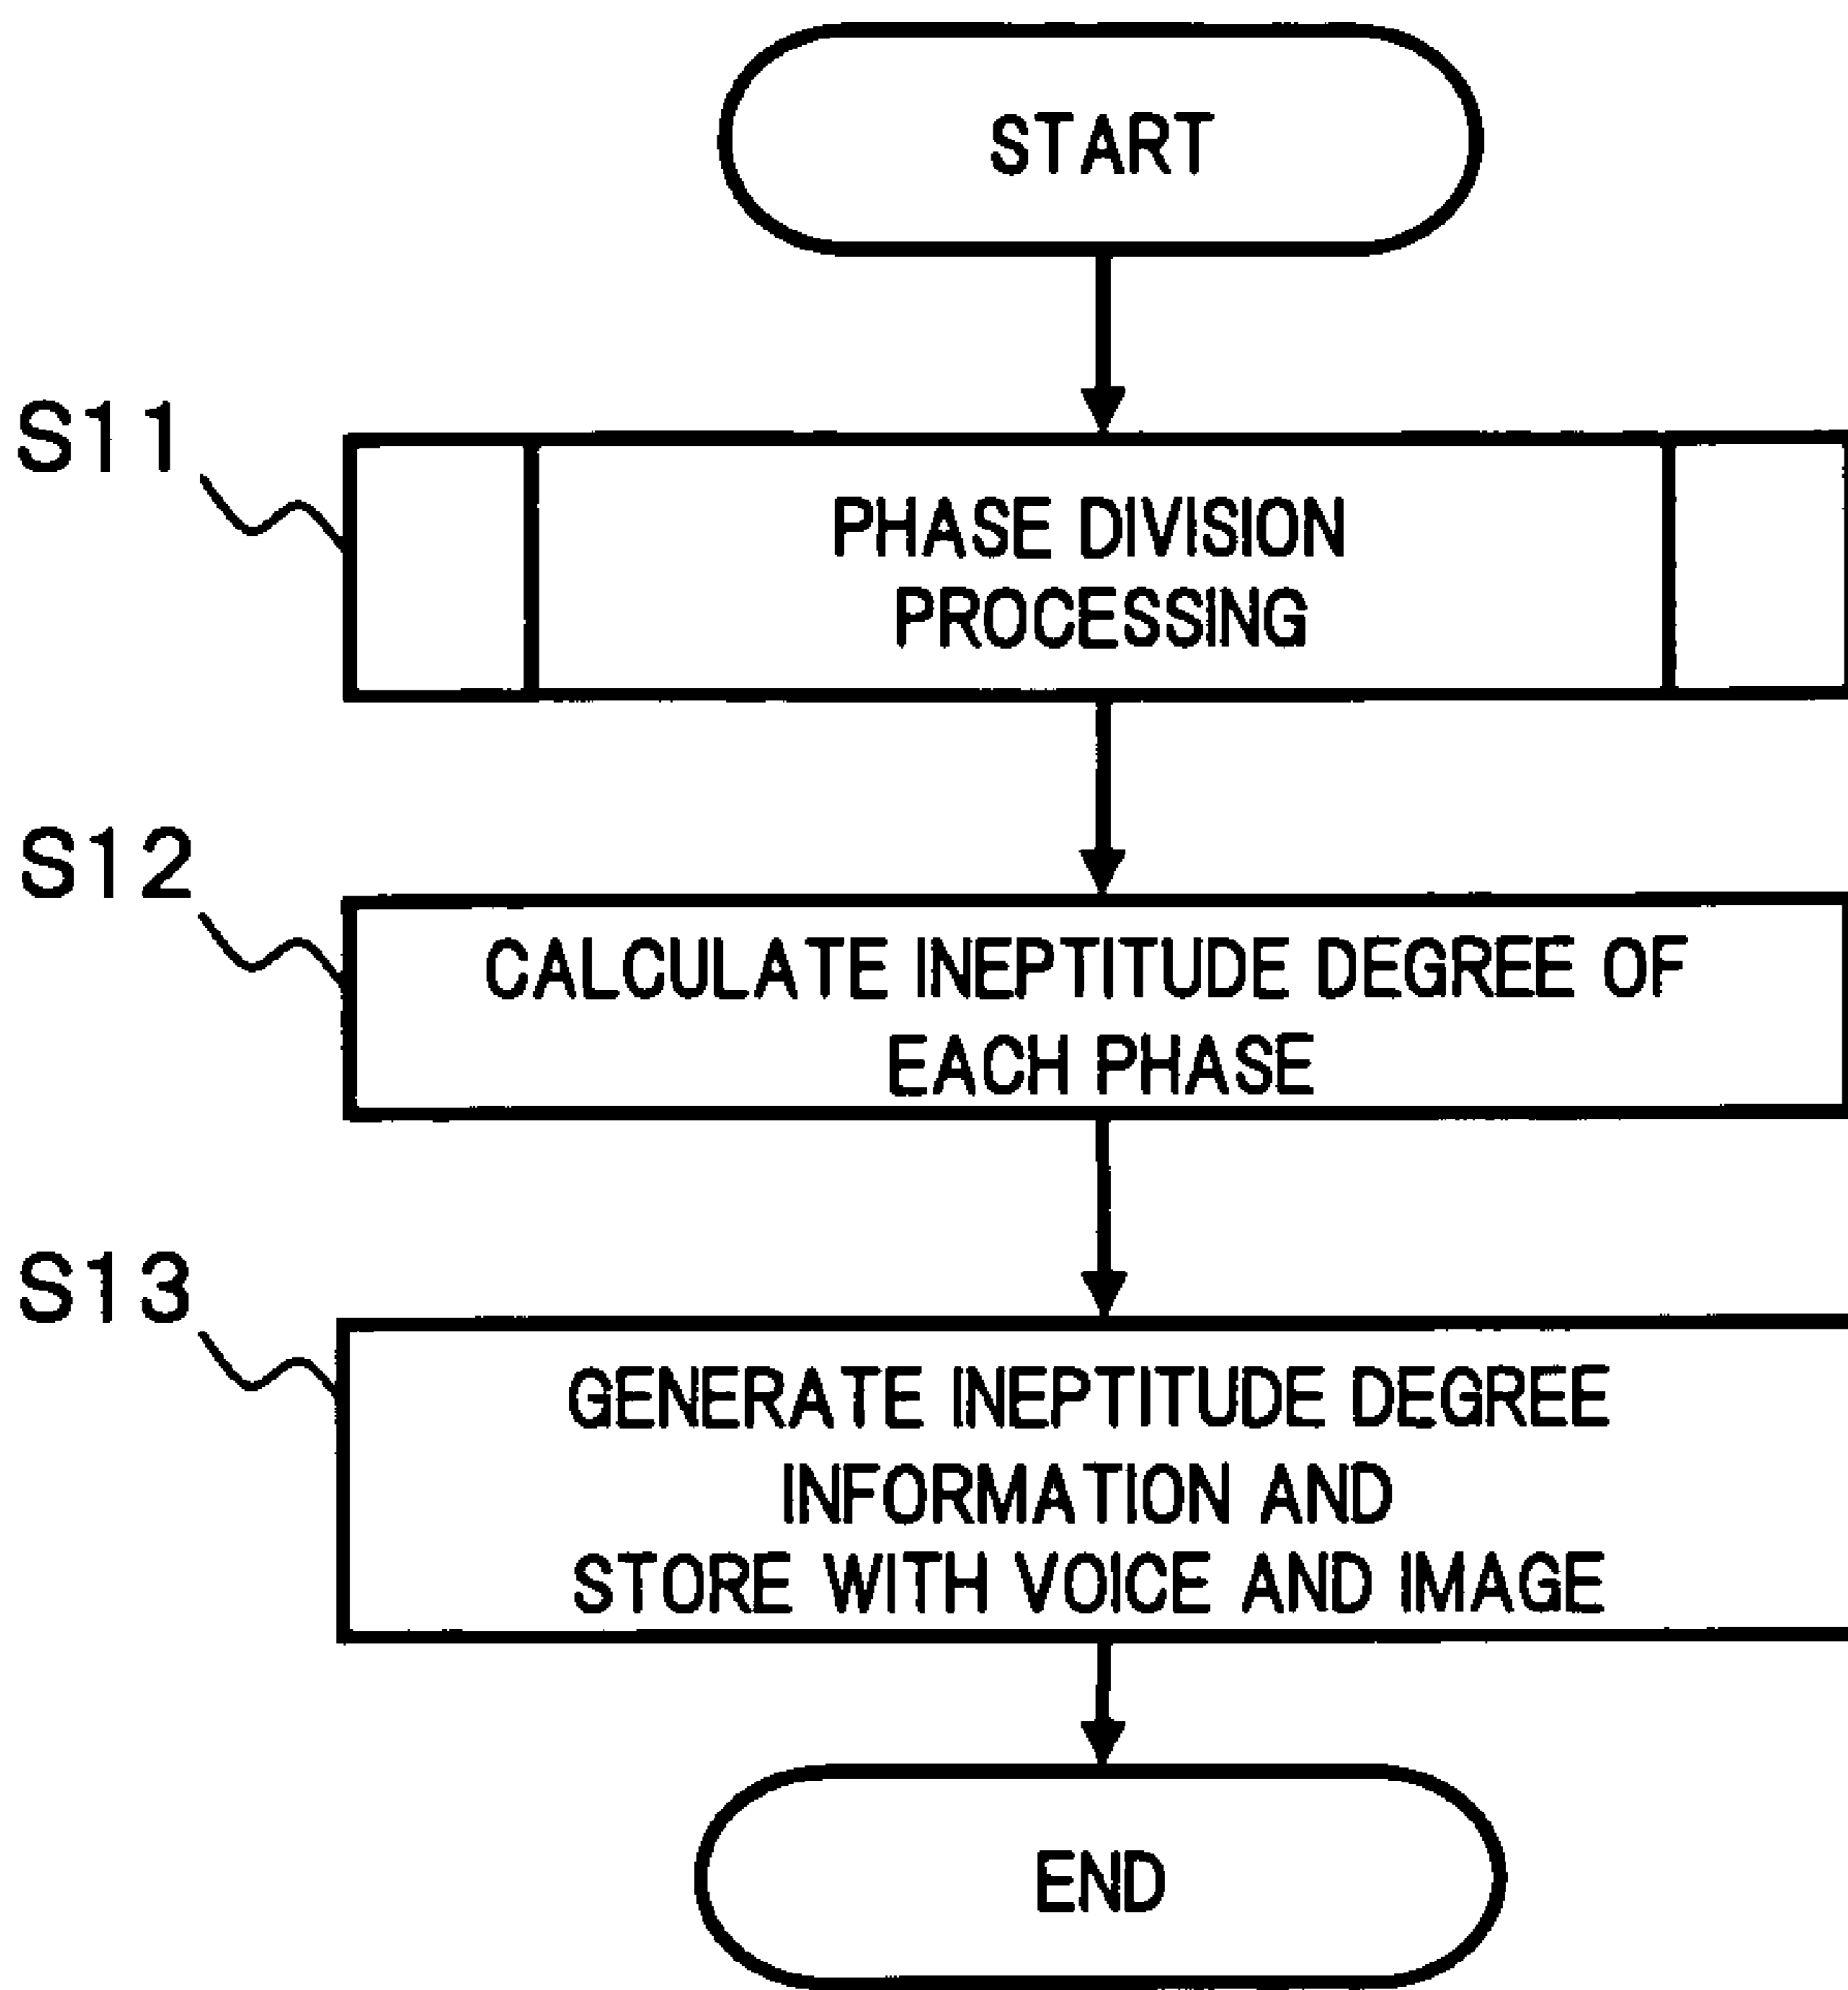 START
S11
PHASE DIVISION
PROCESSING
S12
CALCULATE INEPTITUDE DEGREE OF
EACH PHASE
S13
GENERATE INEPTITUDE DEGREE
INFORMATION AND
STORE WITH VOICE AND IMAGE
END